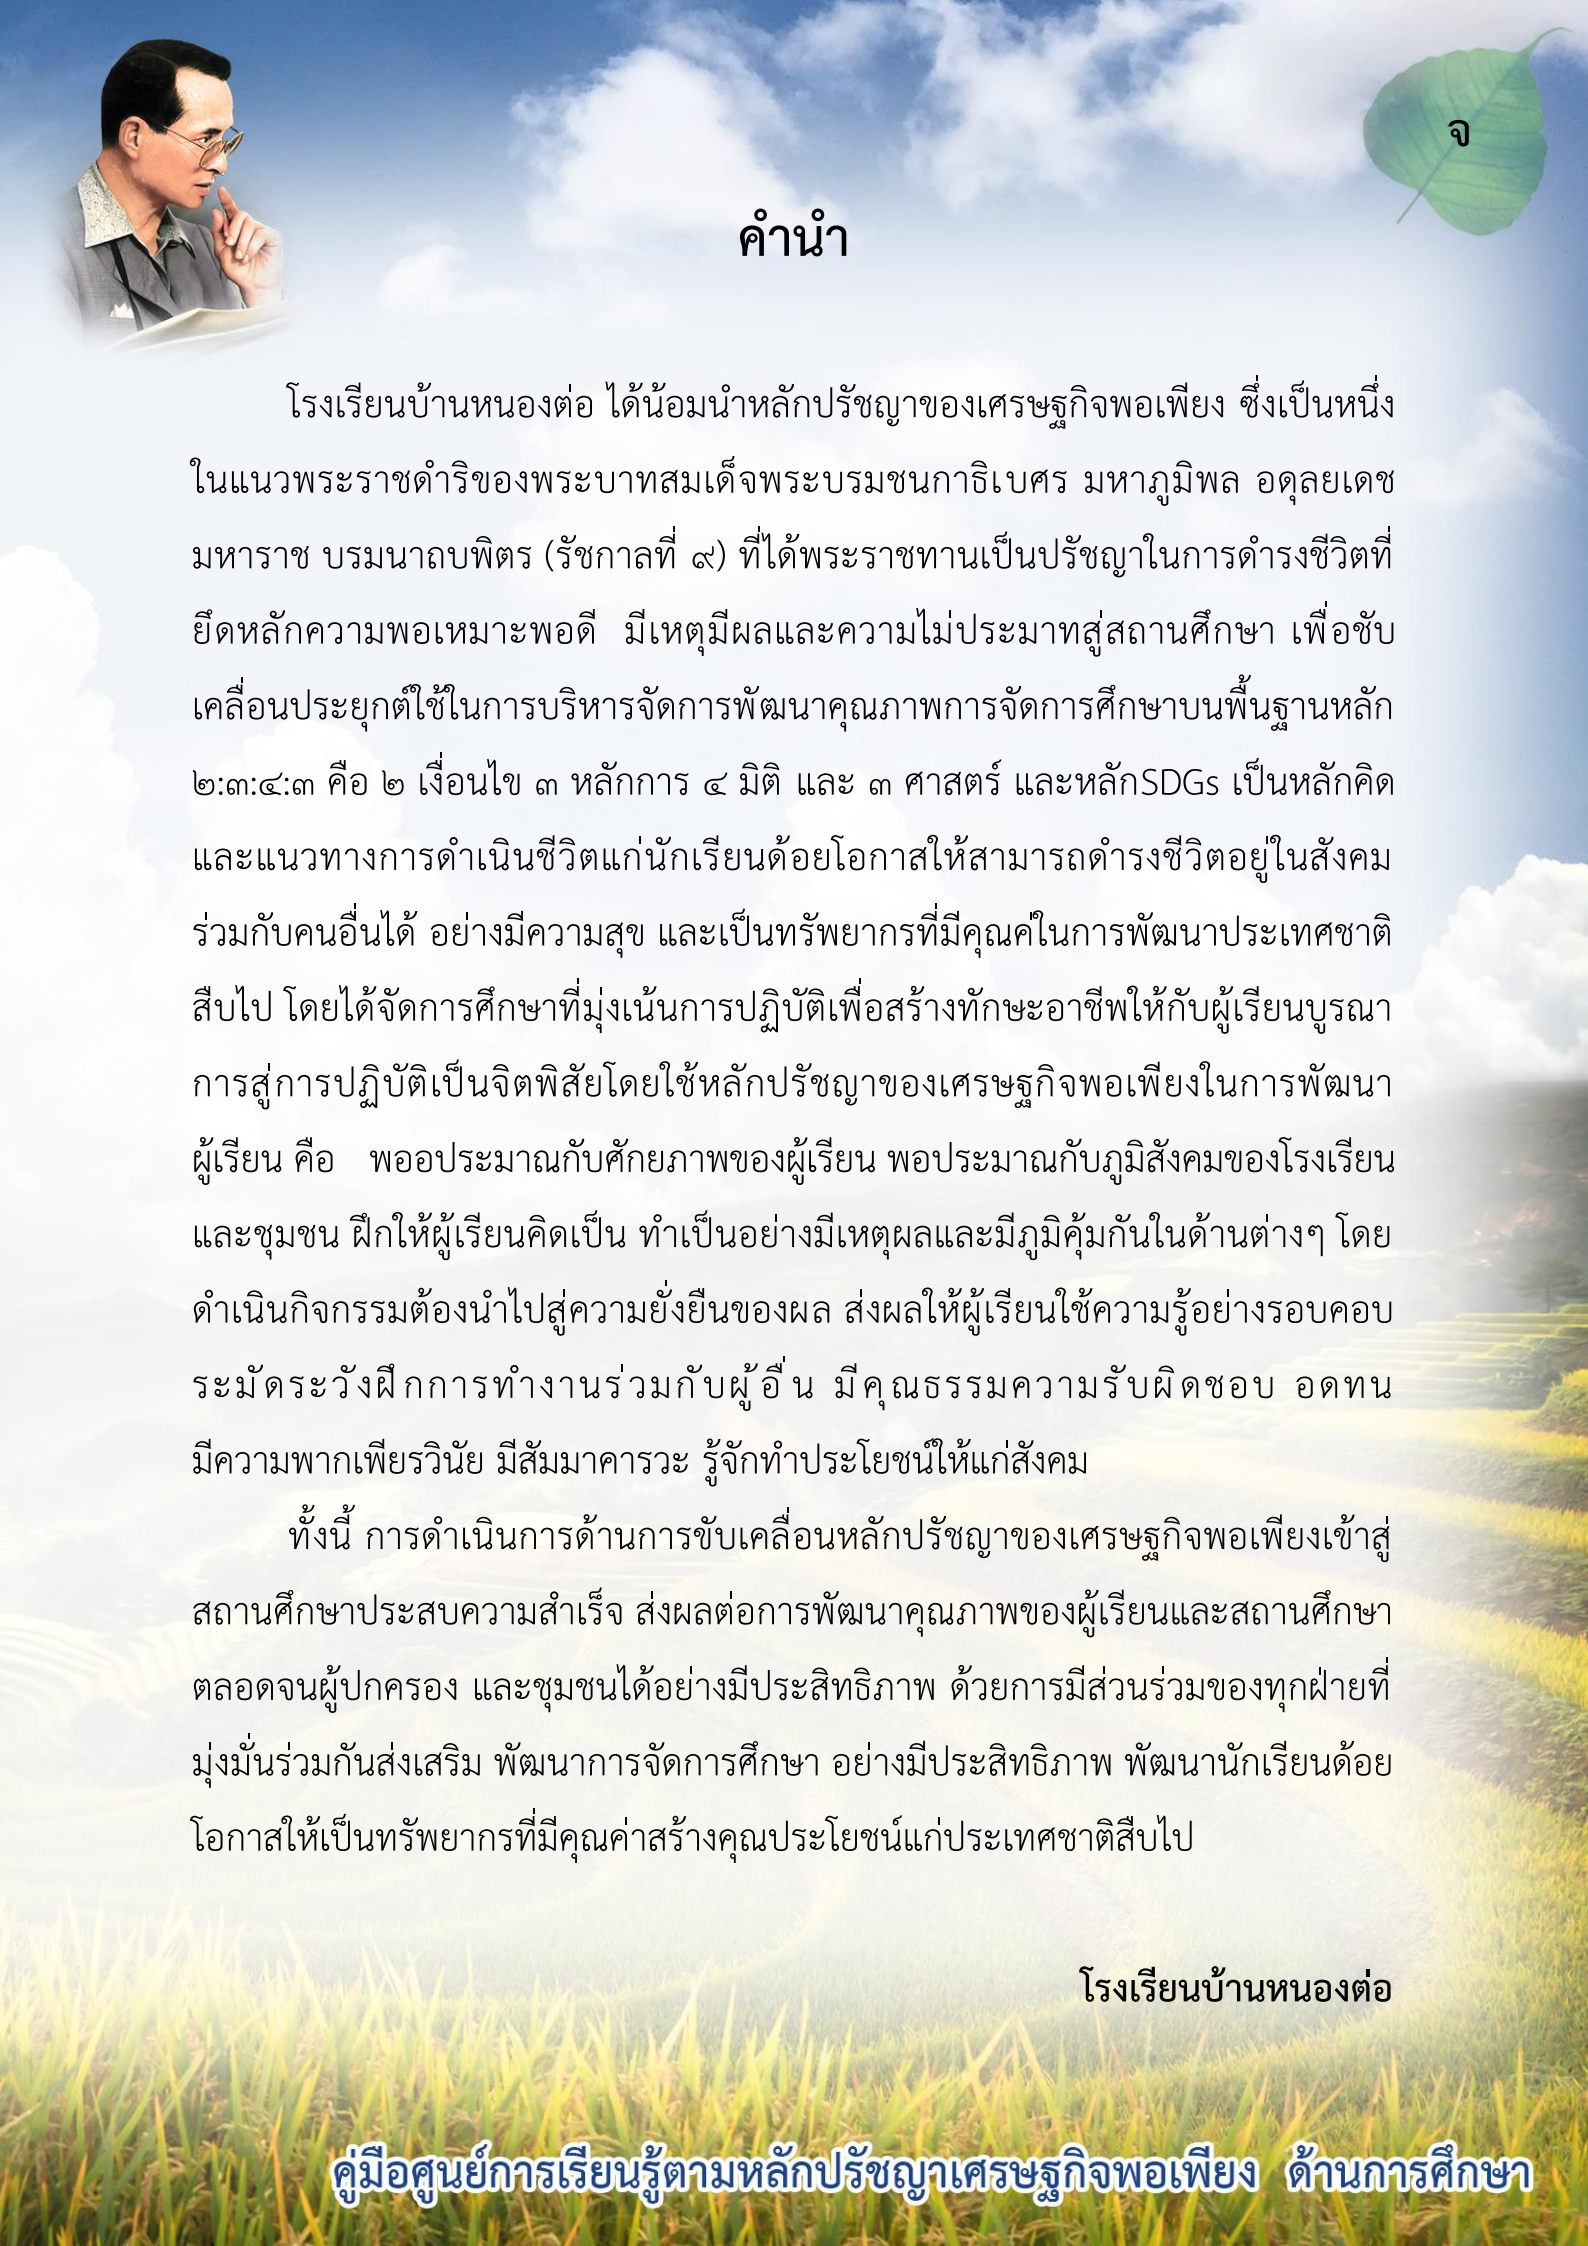 จ
คำนำ
โรงเรียนบ้านหนองต่อ ได้น้อมนำหลักปรัชญาของเศรษฐกิจพอเพียง ซึ่งเป็นหนึ่ง
ในแนวพระราชดำริของพระบาทสมเด็จพระบรมชนกาธิเบศร มหาภูมิพล อดุลยเดช
มหาราช บรมนาถบพิตร (รัชกาลที่ ๙) ที่ได้พระราชทานเป็นปรัชญาในการดำรงชีวิตที่
ยึดหลักความพอเหมาะพอดี มีเหตุมีผลและความไม่ประมาทสู่สถานศึกษา เพื่อชับ
เคลื่อนประยุกต์ใช้ในการบริหารจัดการพัฒนาคุณภาพการจัดการศึกษาบนพื้นฐานหลัก
๒:๓:๔:๓ คือ ๒ เงื่อนไข ๓ หลักการ ๔ มิติ และ ๓ ศาสตร์ และหลักSDGs เป็นหลักคิด
และแนวทางการดำเนินชีวิตแก่นักเรียนด้อยโอกาสให้สามารถดำรงชีวิตอยู่ในสังคม
ร่วมกับคนอื่นได้ อย่างมีความสุข และเป็นทรัพยากรที่มีคุณค่ในการพัฒนาประเทศชาติ
สืบไป โดยได้จัดการศึกษาที่มุ่งเน้นการปฏิบัติเพื่อสร้างทักษะอาชีพให้กับผู้เรียนบูรณา
การสู่การปฏิบัติเป็นจิตพิสัยโดยใช้หลักปรัชญาของเศรษฐกิจพอเพียงในการพัฒนา
ผู้เรียน คือ พออประมาณกับศักยภาพของผู้เรียน พอประมาณกับภูมิสังคมของโรงเรียน
และชุมชน ฝึกให้ผู้เรียนคิดเป็น ทำเป็นอย่างมีเหตุผลและมีภูมิคุ้มกันในด้านต่างๆ โดย
ดำเนินกิจกรรมต้องนำไปสู่ความยั่งยืนของผล ส่งผลให้ผู้เรียนใช้ความรู้อย่างรอบคอบ
ระมัดระวังฝึกการทำงานร่วมกับผู้อื่น มีคุณธรรมความรับผิดชอบ อดทน
มีความพากเพียรวินัย มีสัมมาคารวะ รู้จักทำประโยชน์ให้แก่สังคม
ทั้งนี้ การดำเนินการด้านการขับเคลื่อนหลักปรัชญาของเศรษฐกิจพอเพียงเข้าสู่
สถานศึกษาประสบความสำเร็จ ส่งผลต่อการพัฒนาคุณภาพของผู้เรียนและสถานศึกษา
ตลอดจนผู้ปกครอง และชุมชนได้อย่างมีประสิทธิภาพ ด้วยการมีส่วนร่วมของทุกฝ่ายที่
มุ่งมั่นร่วมกันส่งเสริม พัฒนาการจัดการศึกษา อย่างมีประสิทธิภาพ พัฒนานักเรียนด้อย
โอกาสให้เป็นทรัพยากรที่มีคุณค่าสร้างคุณประโยชน์แก่ประเทศชาติสืบไป
โรงเรียนบ้านหนองต่อ
คู่มือศูนย์การเรียนรู้ตามหลักปรัชญาเศรษฐกิจพอเพียง ด้านการศึกษา